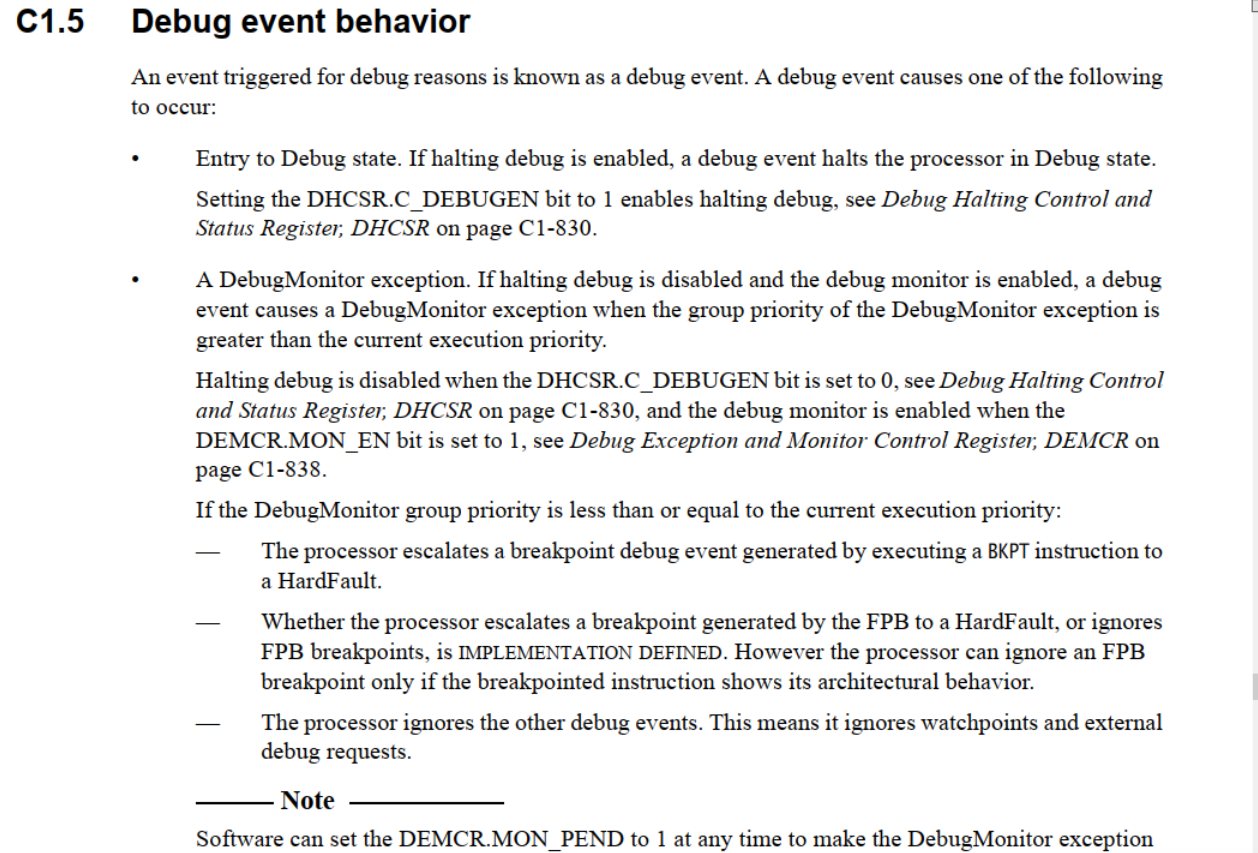 C1.5 Debug event behavior
An event triggered for debug reasons is known as a debug event. A debug event causes one of the following
to occur:
• Entry to Debug state. If halting debug is enabled, a debug event halts the processor in Debug state.
Setting the DHCSR.C_DEBUGEN bit to 1 enables halting debug, see Debug Halting Control and
Status Register, DHCSR on page C1-830.
• A DebugMonitor exception. If halting debug is disabled and the debug monitor is enabled, a debug
event causes a DebugMonitor exception when the group priority of the DebugMonitor exception is
greater than the current execution priority.
Halting debug is disabled when the DHCSR.C_DEBUGEN bit is set to 0, see Debug Halting Control
and Status Register, DHCSR on page C1-830, and the debug monitor is enabled when the
DEMCR.MON_EN bit is set to 1, see Debug Exception and Monitor Control Register, DEMCR on
page C1-838.
If the DebugMonitor group priority is less than or equal to the current execution priority:
— The processor escalates a breakpoint debug event generated by executing a BKPT instruction to
a HardFault.
— Whether the processor escalates a breakpoint generated by the FPB to a HardFault, or ignores
FPB breakpoints, is IMPLEMENTATION DEFINED. However the processor can ignore an FPB
breakpoint only if the breakpointed instruction shows its architectural behavior.
— The processor ignores the other debug events. This means it ignores watchpoints and external
debug requests.
Note
Software can set the DEMCR.MON_PEND to 1 at any time to make the DebugMonitor exception